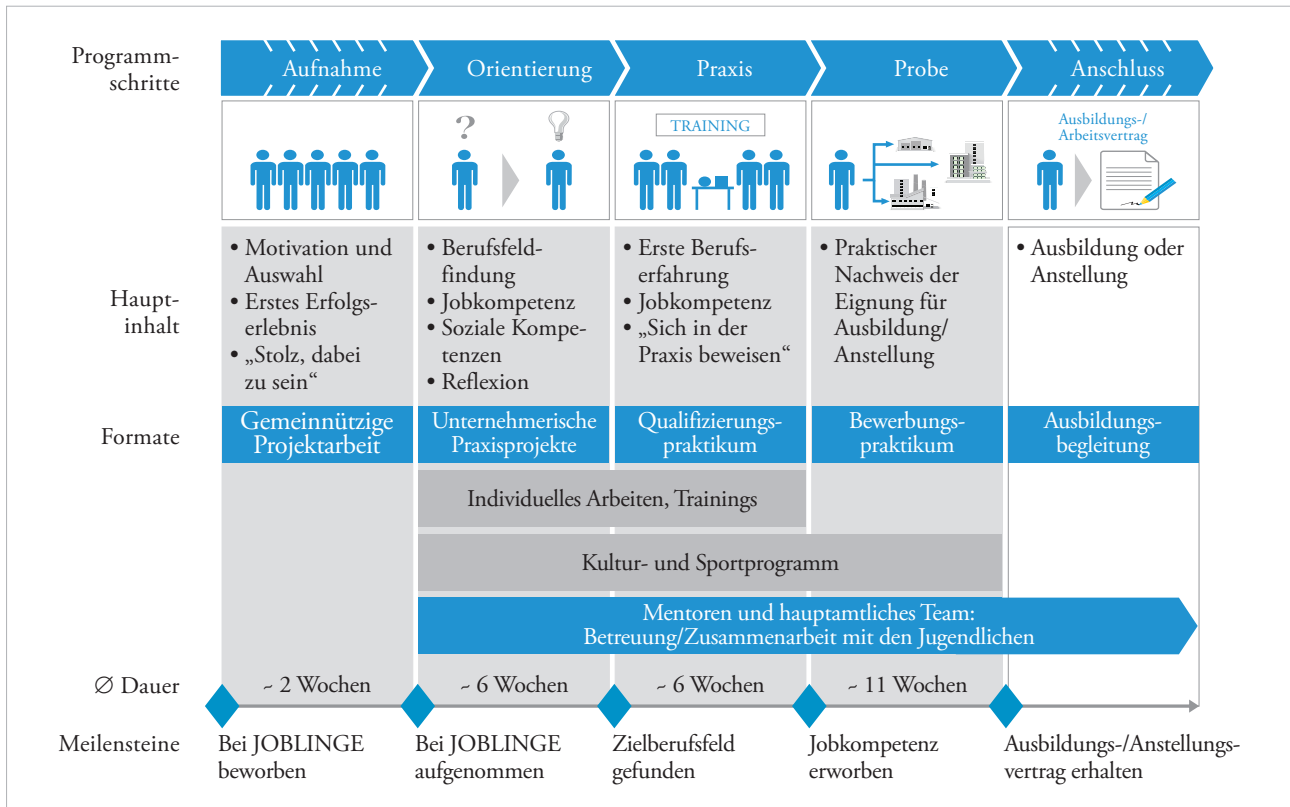 Programm-
schritte
Aufnahme
Orientierung
Praxis
Probe
Anschluss
?
TRAINING
Ausbildungs-/
Arbeitsvertrag
Haupt-
inhalt
• Motivation und
Auswahl
• Erstes Erfolgs-
erlebnis
• „Stolz, dabei
zu sein“
• Berufsfeld-
findung
• Jobkompetenz
• Soziale Kompe-
tenzen
• Reflexion
• Erste Berufs-
erfahrung
• Jobkompetenz
• „Sich in der
Praxis beweisen“
• Praktischer
Nachweis der
Eignung für
Ausbildung/
Anstellung
• Ausbildung oder
Anstellung
Formate
Gemeinnützige
Projektarbeit
Unternehmerische
Praxisprojekte
Qualifizierungs-
praktikum
Bewerbungs-
praktikum
Ausbildungs-
begleitung
Individuelles Arbeiten, Trainings
Kultur- und Sportprogramm
Mentoren und hauptamtliches Team:
Betreuung/Zusammenarbeit mit den Jugendlichen
∅ Dauer
~ 2 Wochen
~ 6 Wochen
~ 6 Wochen
~ 11 Wochen
Meilensteine
Bei JOBLINGE
beworben
Bei JOBLINGE
aufgenommen
Zielberufsfeld
gefunden
Jobkompetenz
erworben
Ausbildungs-/Anstellungs-
vertrag erhalten